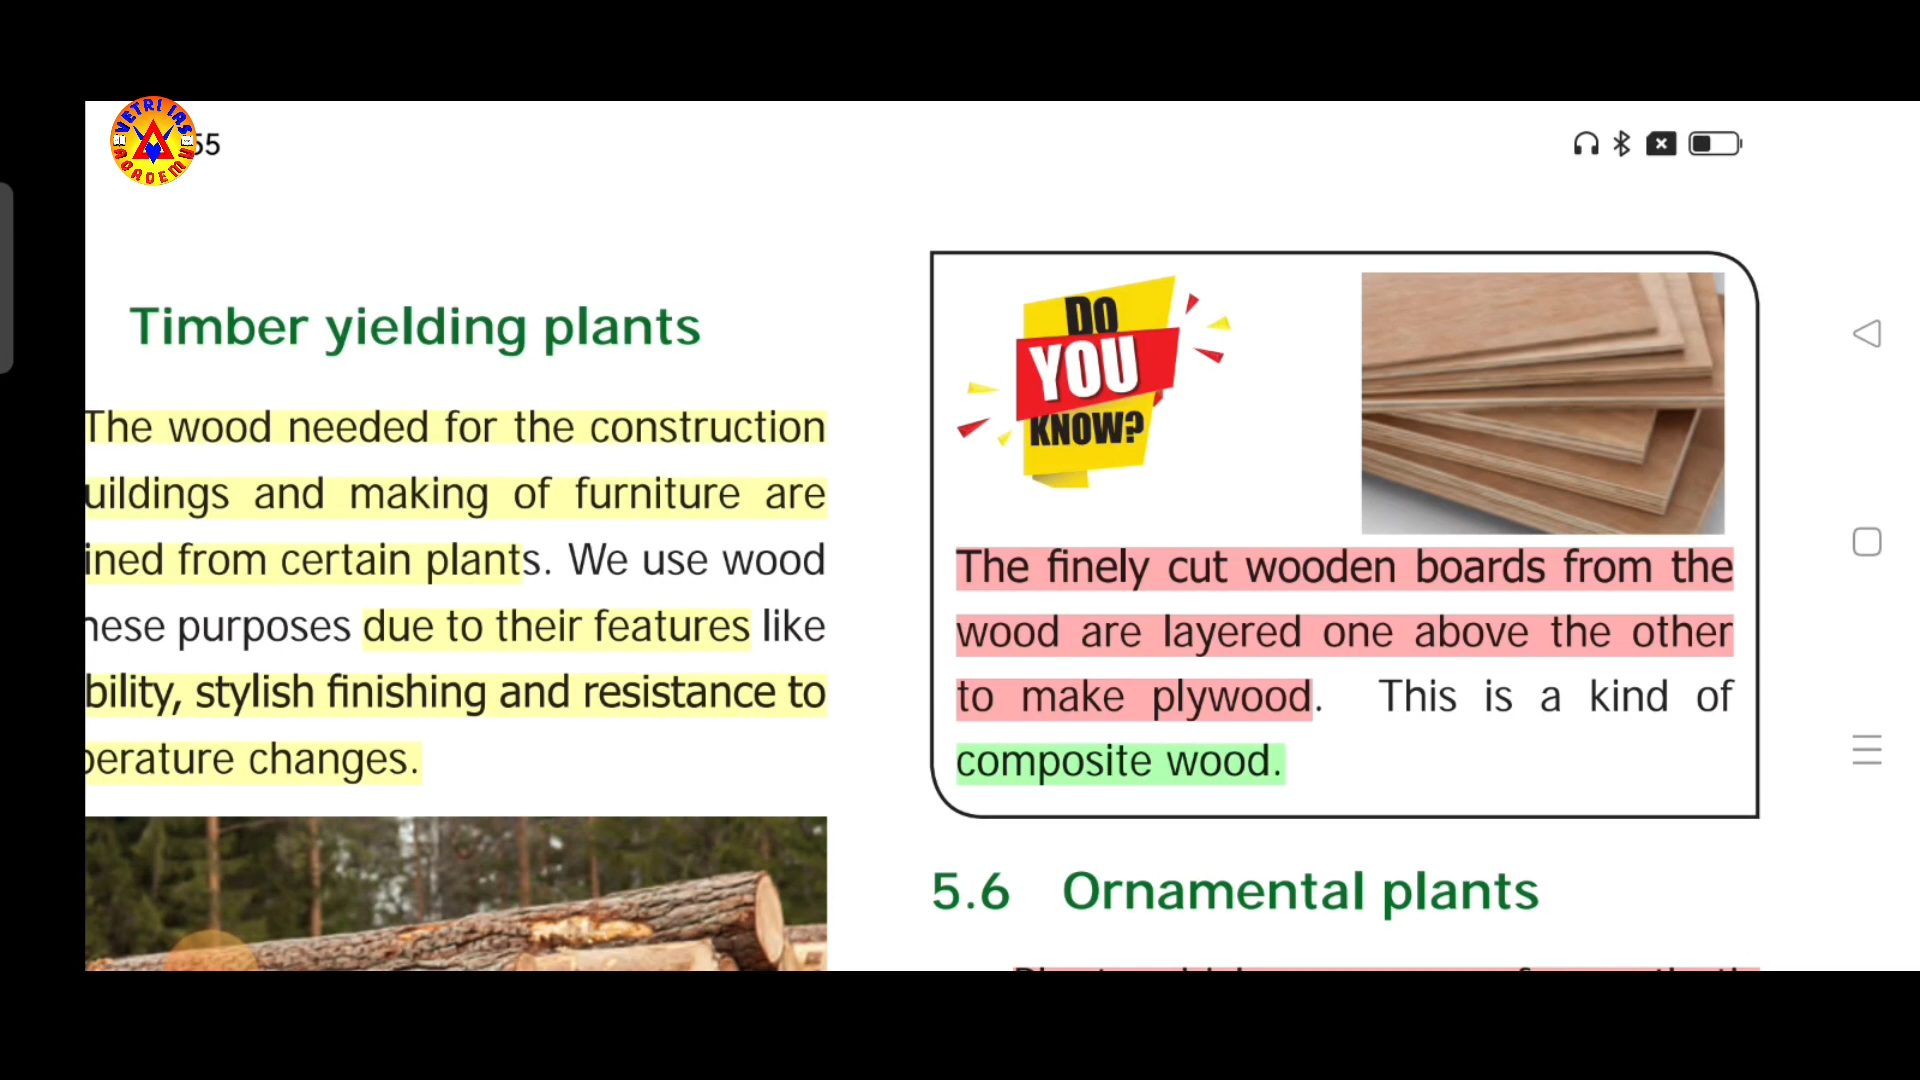 VETRI IAS
ACADEMY
55
Timber yielding plants
The wood needed for the construction
uildings and making of furniture are
ined from certain plants. We use wood
hese purposes due to their features like
bility, stylish finishing and resistance to
perature changes.
DO
YOU
KNOW?
The finely cut wooden boards from the
wood are layered one above the other
to make plywood. This is a kind of
composite wood.
5.6 Ornamental plants